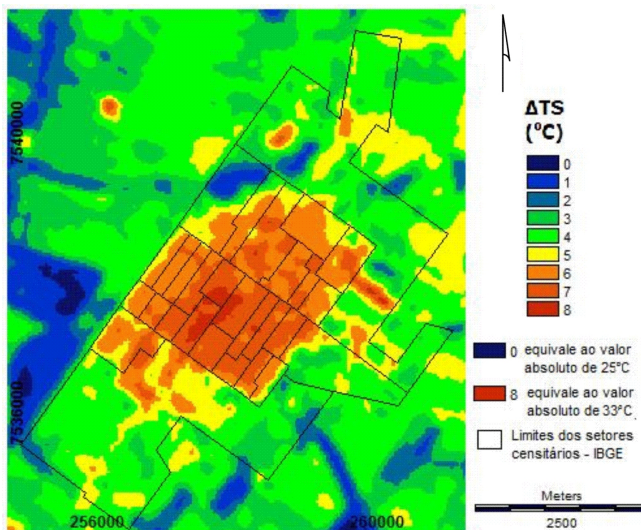 7540000
7536000
256000
260000
ΔTS
(ºC)
0
1
2
3
4
5
6
7
8
0 equivale ao valor
absoluto de 25ºC
8 equivale ao valor
absoluto de 33ºC
Limites dos setores
censitários - IBGE
Meters
2500